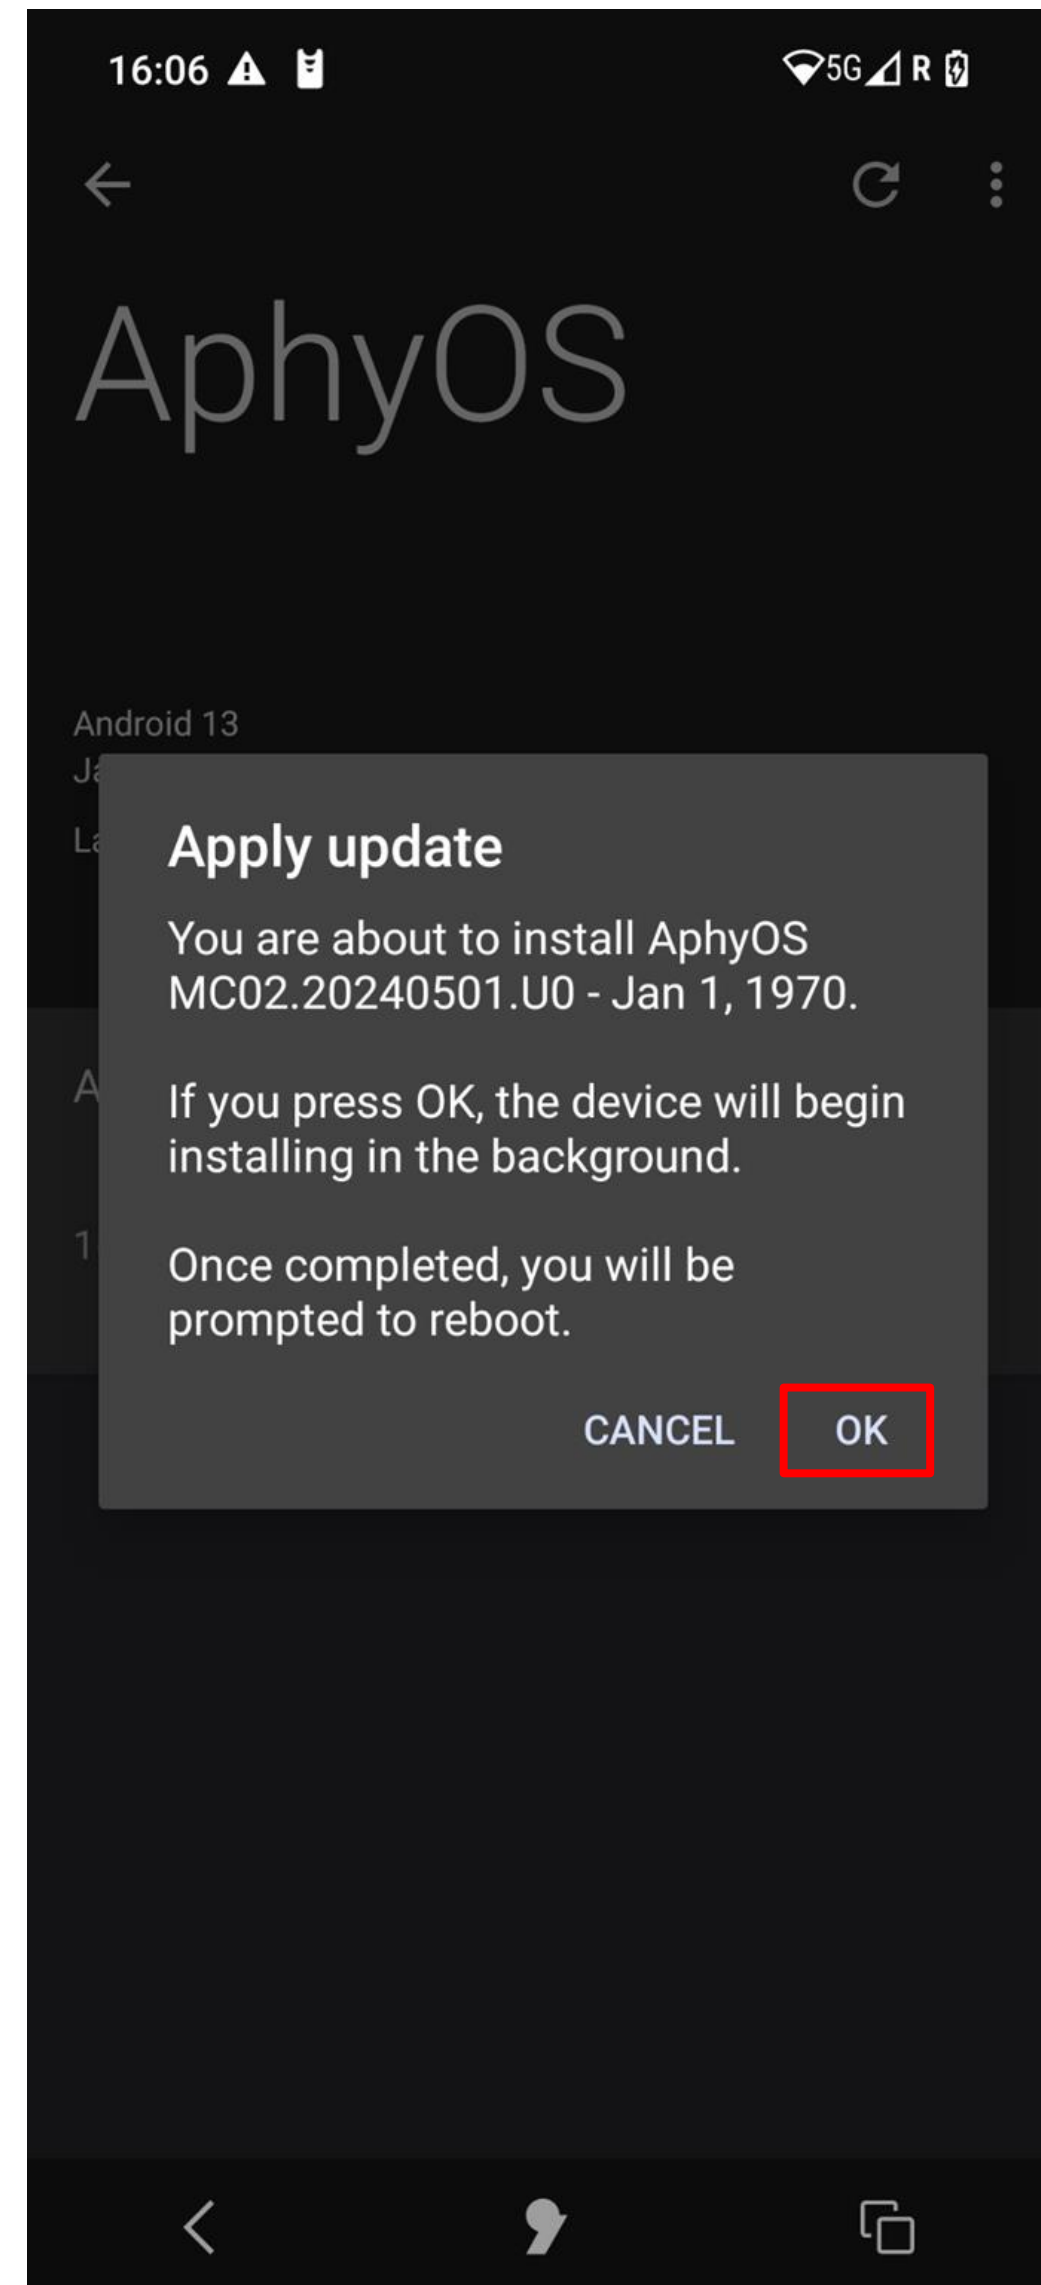 16:06
5G R
AphyOS
Android 13
Apply update
You are about to install AphyOS
MC02.20240501.U0 - Jan 1, 1970.
If you press OK, the device will begin
installing in the background.
Once completed, you will be
prompted to reboot.
CANCEL OK